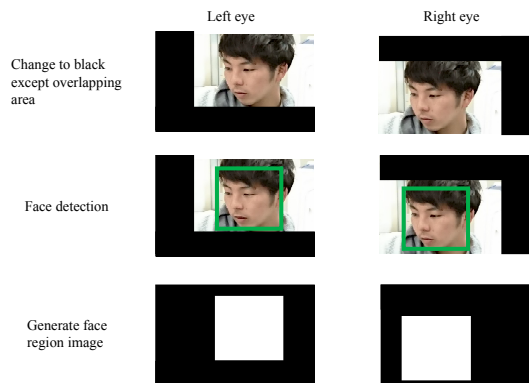 Left eye
Right eye
Change to black
except overlapping
area
Face detection
Generate face
region image